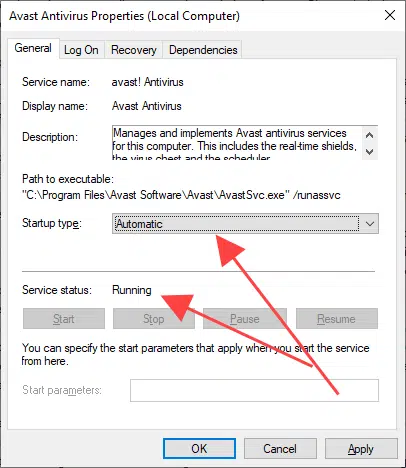 Avast Antivirus Properties (Local Computer)
General Log On Recovery Dependencies
Service name: avast! Antivirus
Display name: Avast Antivirus
Description: Manages and implements Avast antivirus services
for this computer. This includes the real-time shields,
the virus chest and the scheduler.
Path to executable:
"C:\Program Files\Avast Software\Avast\AvastSvc.exe" /runassvc
Startup type: Automatic
Service status: Running
Start Stop Pause Resume
You can specify the start parameters that apply when you start the service
from here.
Start parameters:
OK Cancel Apply